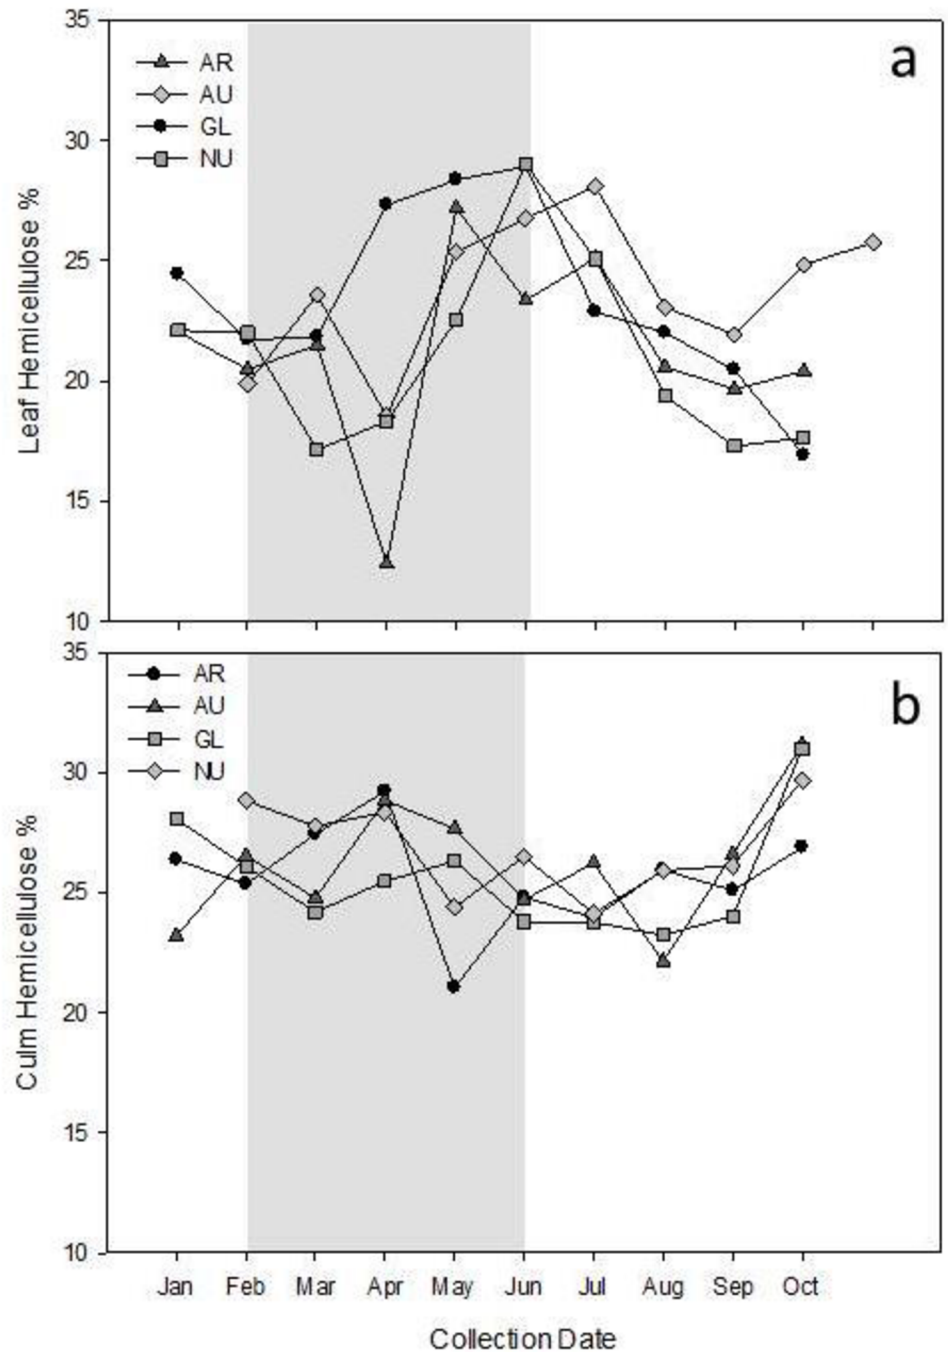 35
30
25
20
15
10
Leaf Hemicellulose %
AR
AU
GL
NU
a
35
30
25
20
15
10
Culm Hemicellulose %
AR
AU
GL
NU
b
Jan Feb Mar Apr May Jun Jul Aug Sep Oct
Collection Date